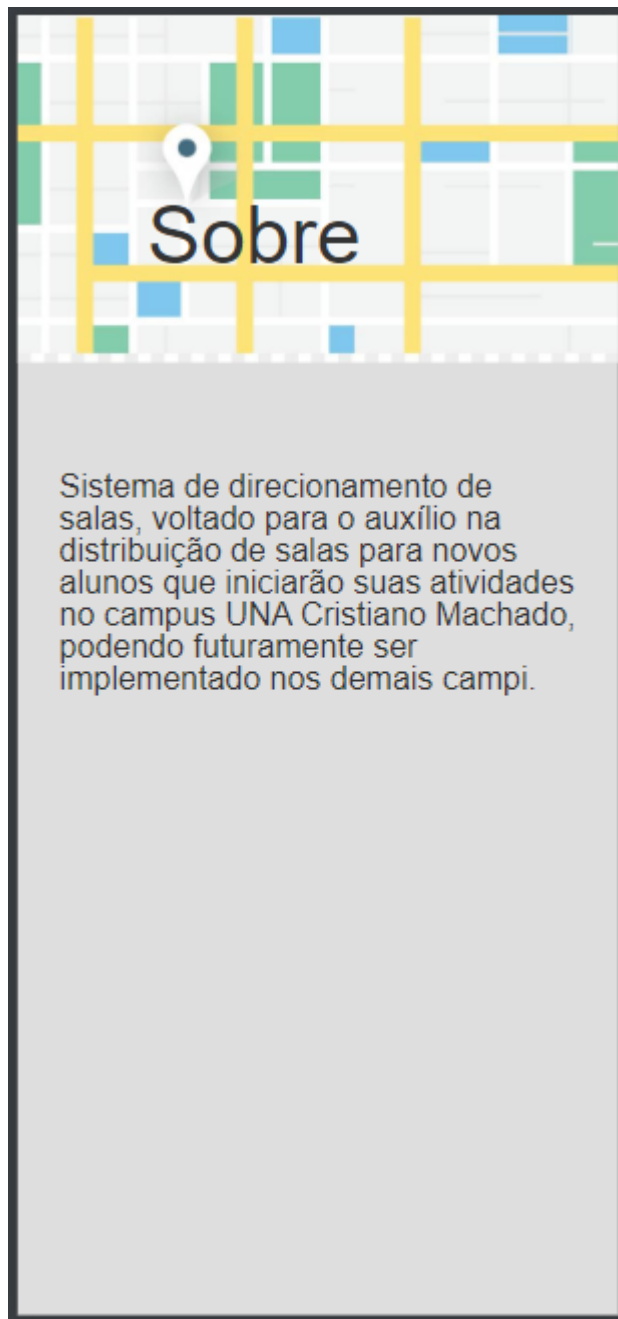 Sobre
Sistema de direcionamento de
salas, voltado para o auxílio na
distribuição de salas para novos
alunos que iniciarão suas atividades
no campus UNA Cristiano Machado,
podendo futuramente ser
implementado nos demais campi.